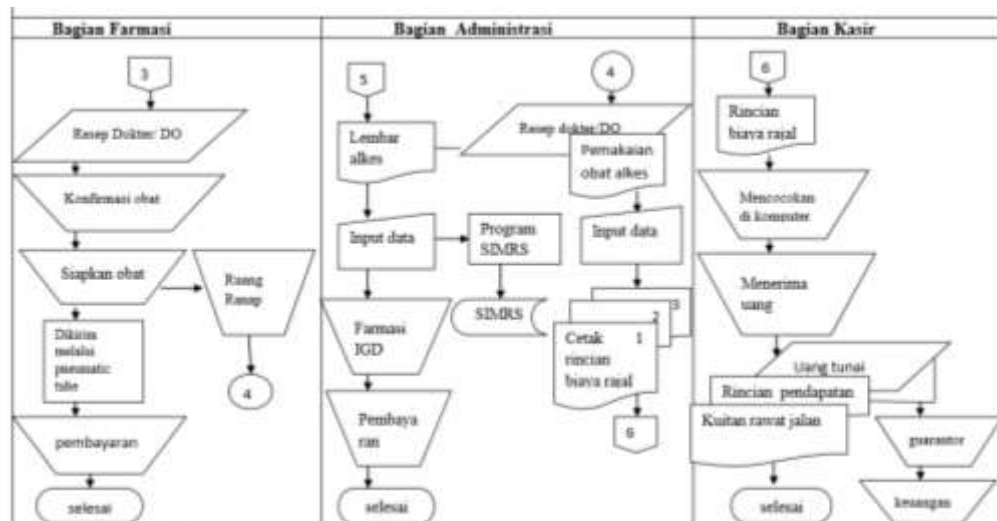 Bagian Farmasi
3
Resep Dokter/ DO
Konfirmasi obat
Siapkan obat
Ruang
Ranap
Dikirim
melalui
pneumatic
tube
4
pembayaran
selesai
Bagian Administrasi
5
4
Lembar
alkes
Resep dokter/DO
Pemakaian
obat alkes
Input data
Program
SIMRS
Input data
SIMRS
Farmasi
IGD
3
2
Cetak 1
rincian
biaya rajal
Pembaya
ran
6
selesai
Bagian Kasir
6
Rincian
biaya rajal
Mencocokan
di komputer
Menerima
uang
Uang tunai
Rincian pendapatan
Kuitan rawat jalan
guarantor
selesai
keuangan